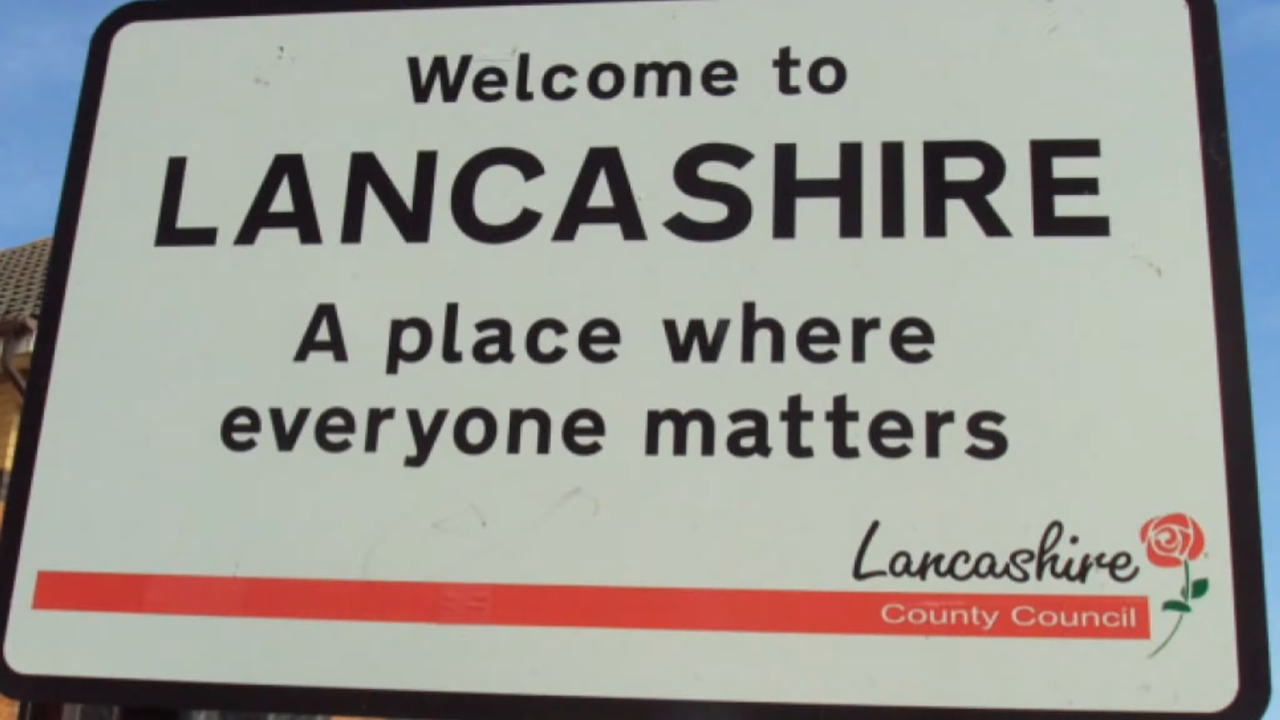 Welcome to
LANCASHIRE
A place where
everyone matters
Lancashire
County Council